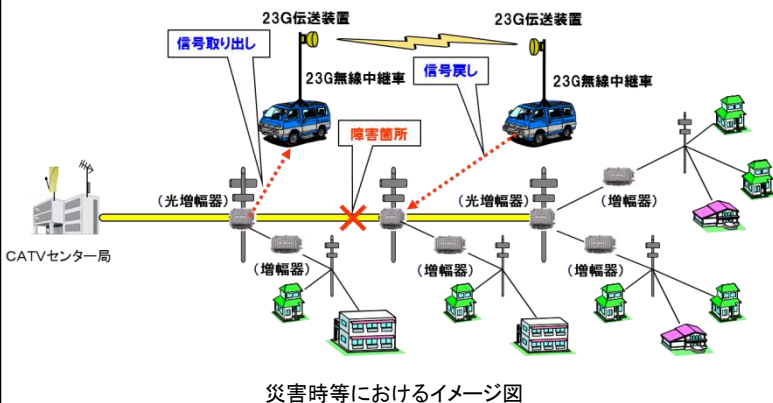 23G伝送装置
23G伝送装置
信号取り出し
信号戻し
23G無線中継車
23G無線中継車
障害箇所
(光増幅器)
(光増幅器)
(増幅器)
CATVセンター局
(増幅器)
(増幅器)
(増幅器)
災害時等におけるイメージ図